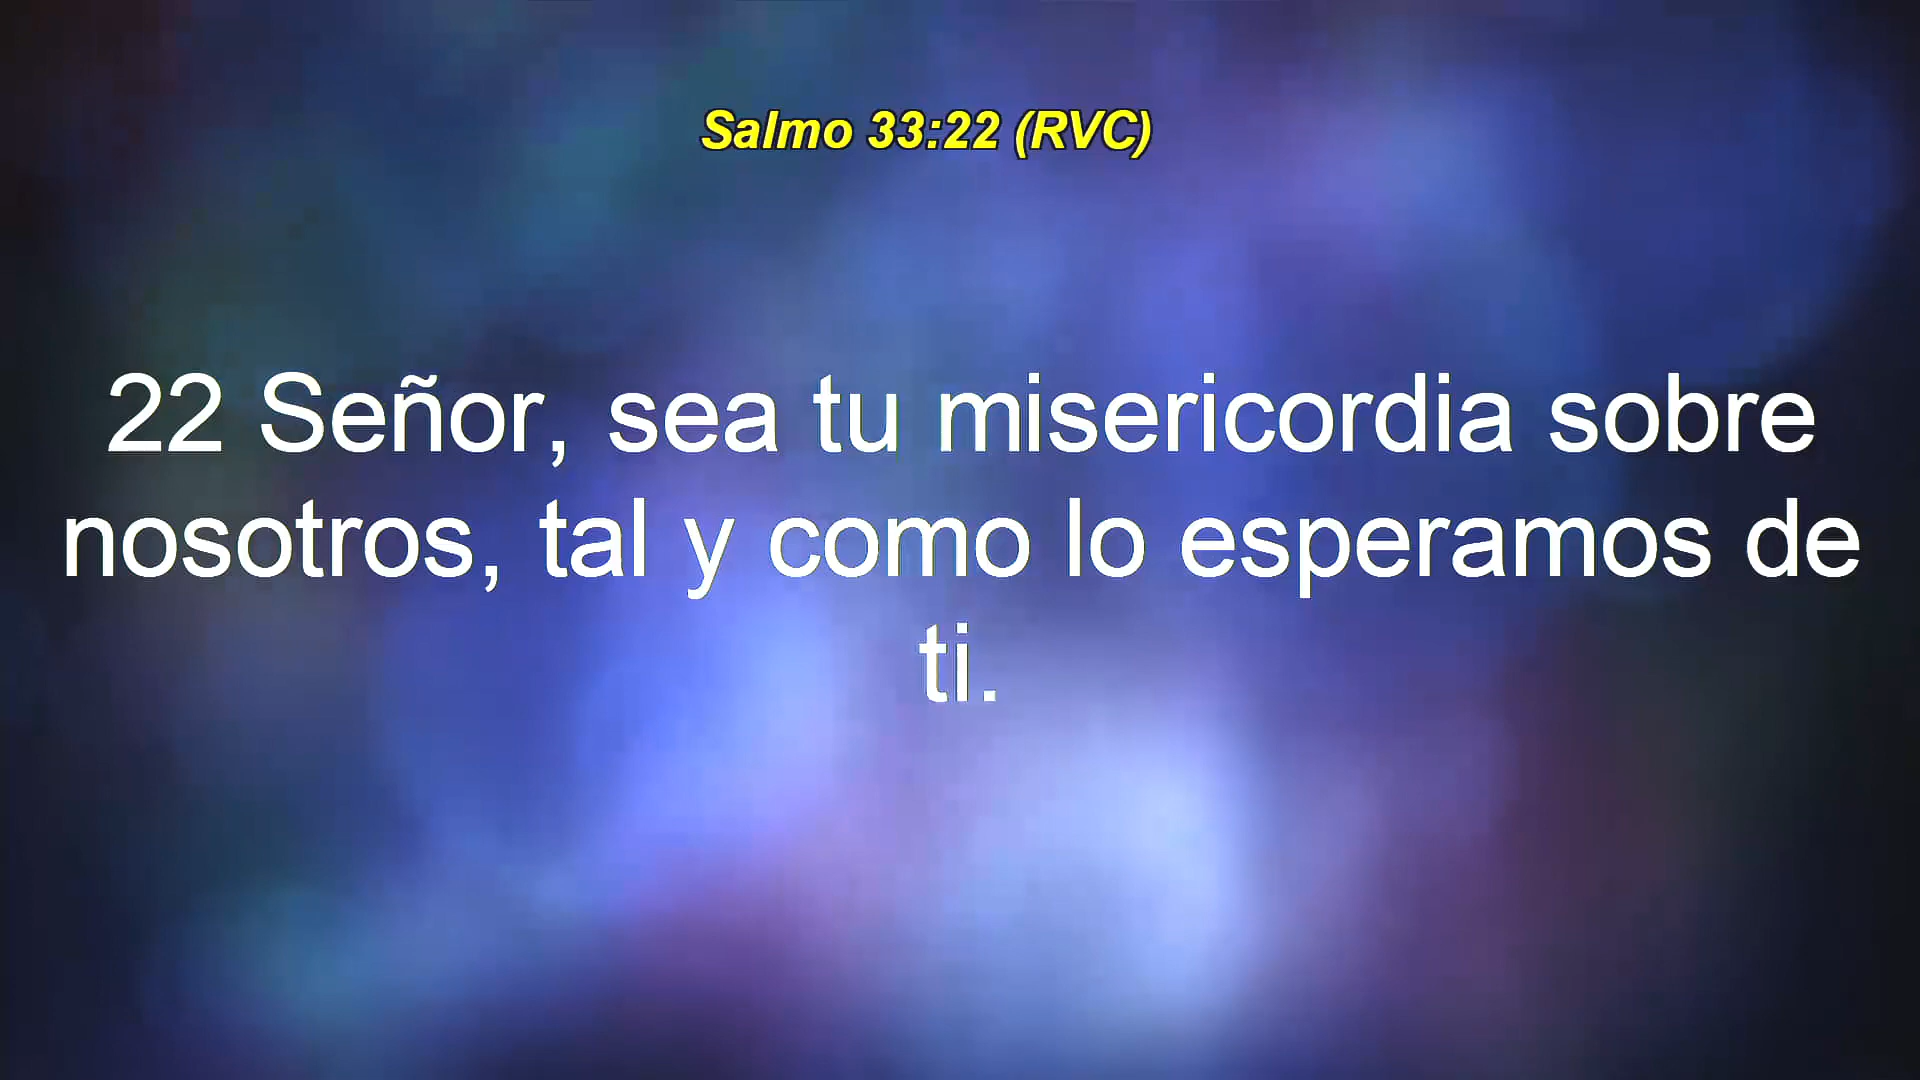 Salmo 33:22 (RVC)
22 Señor, sea tu misericordia sobre
nosotros, tal y como lo esperamos de
ti.